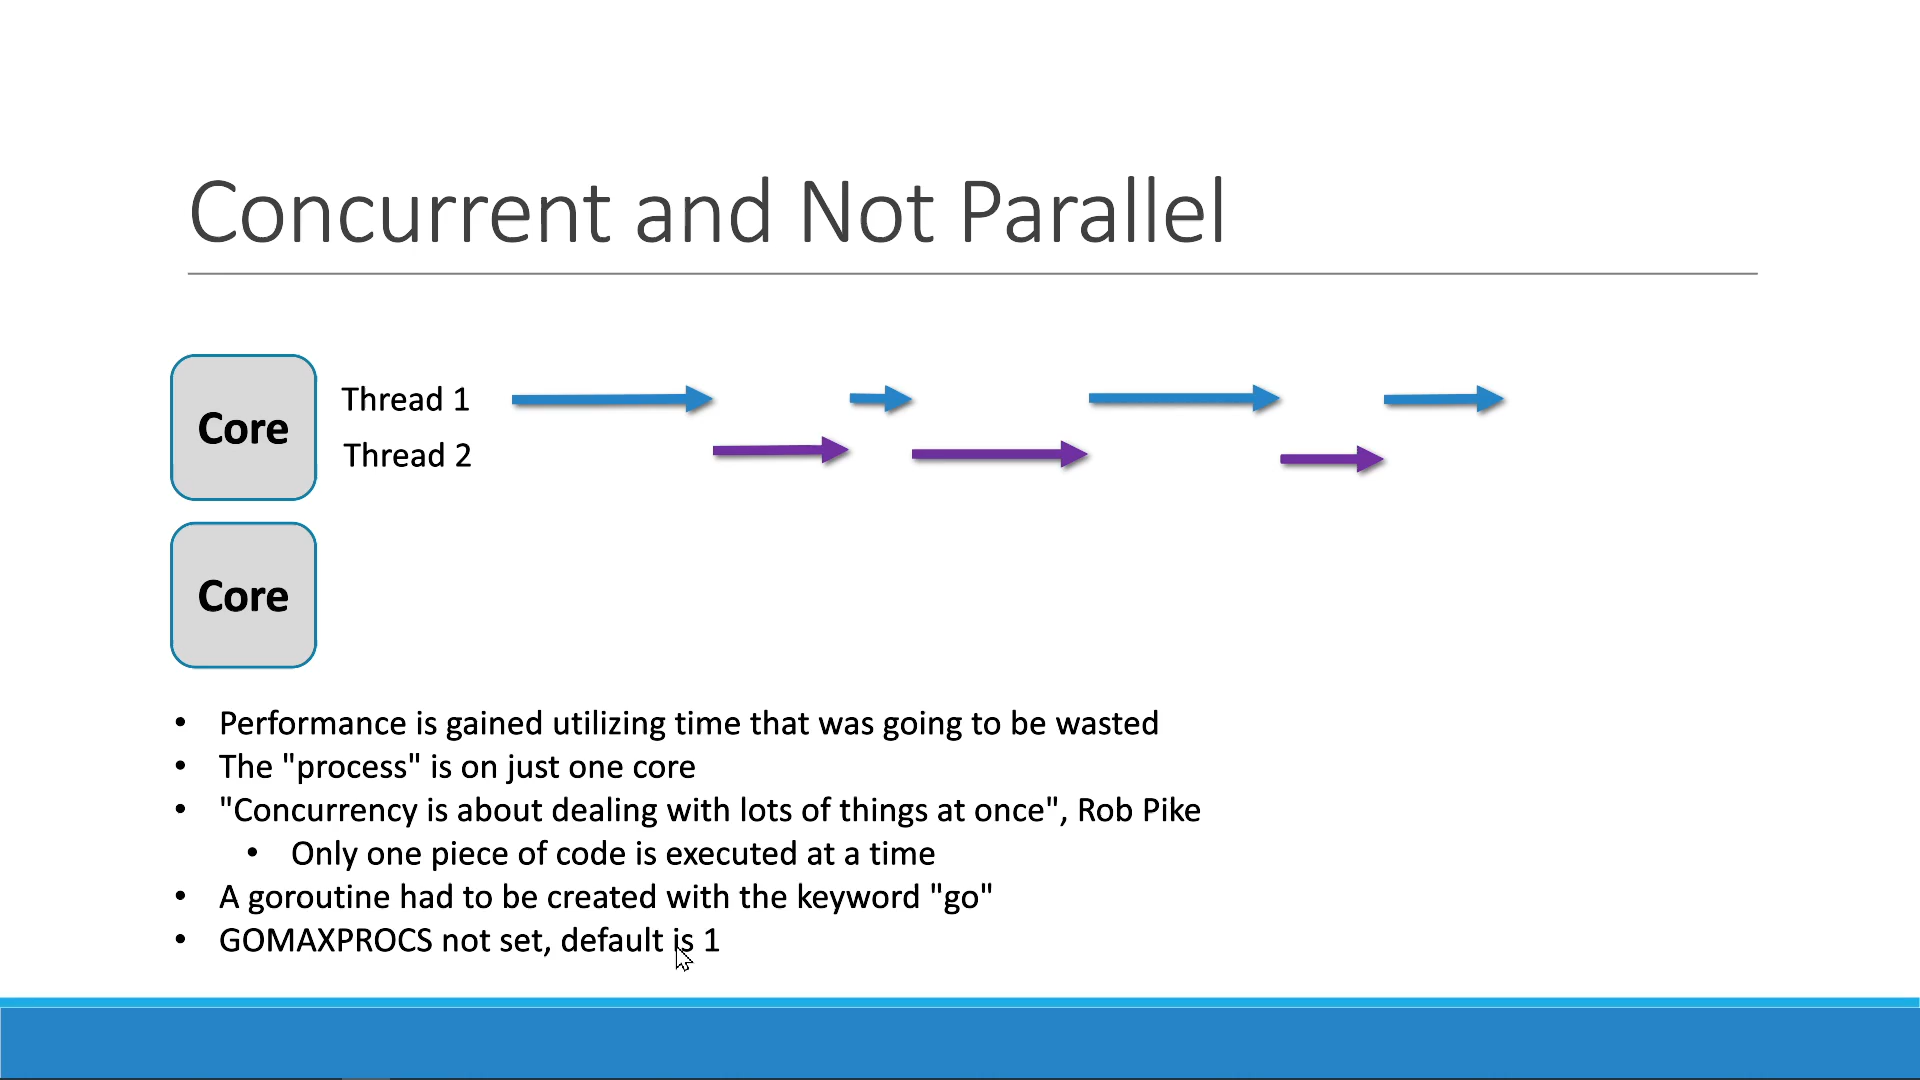 Concurrent and Not Parallel
Core
Thread 1
Thread 2
Core
• Performance is gained utilizing time that was going to be wasted
• The "process" is on just one core
• "Concurrency is about dealing with lots of things at once", Rob Pike
• Only one piece of code is executed at a time
• A goroutine had to be created with the keyword "go"
• GOMAXPROCS not set, default is 1